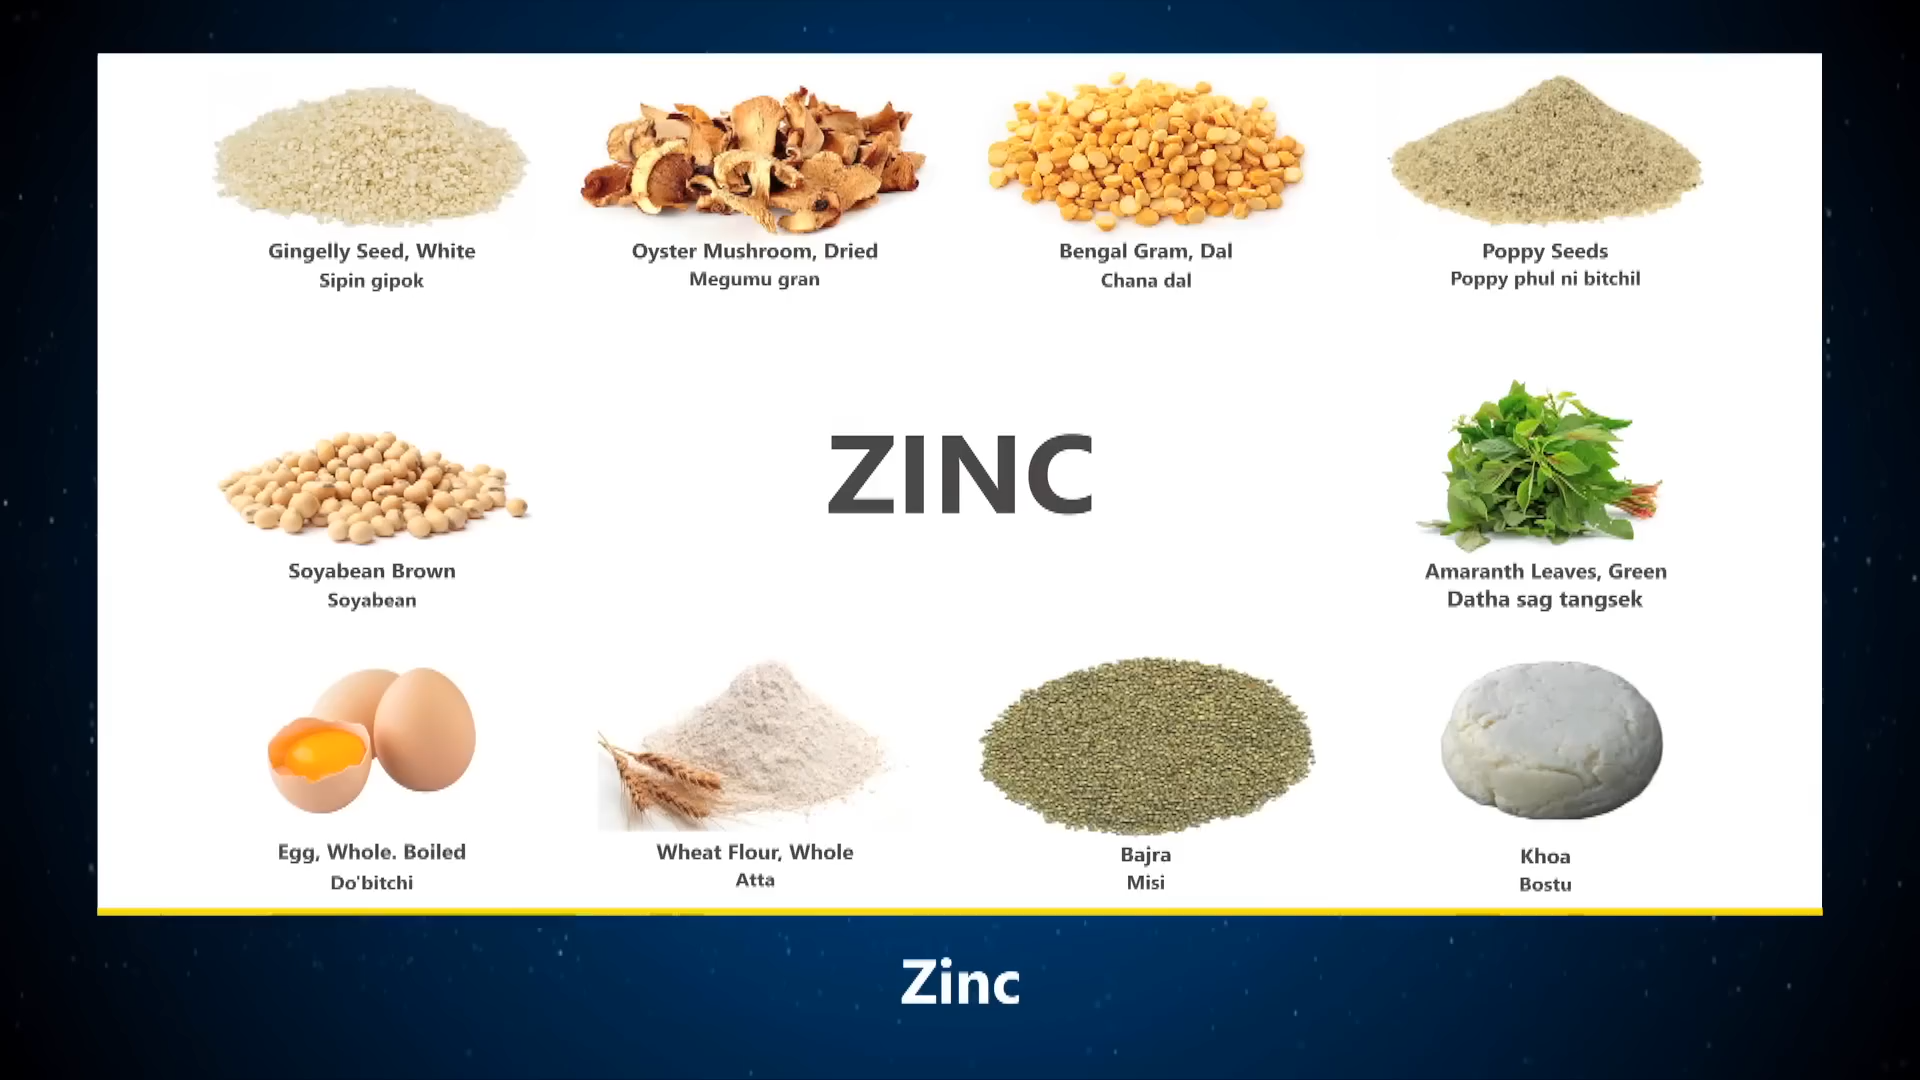 Gingelly Seed, White
Sipin gipok
Oyster Mushroom, Dried
Megumu gran
Bengal Gram, Dal
Chana dal
Poppy Seeds
Poppy phul ni bitchil
ZINC
Soyabean Brown
Soyabean
Amaranth Leaves, Green
Datha sag tangsek
Egg, Whole. Boiled
Do'bitchi
Wheat Flour, Whole
Atta
Bajra
Misi
Khoa
Bostu
Zinc